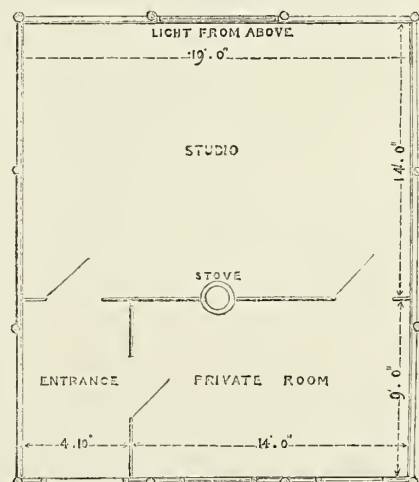 LIGHT FROM ABOVE
19'.0"
STUDIO
14'.0"
STOVE
ENTRANCE
PRIVATE ROOM
9'.0"
4.10"
14'.0"